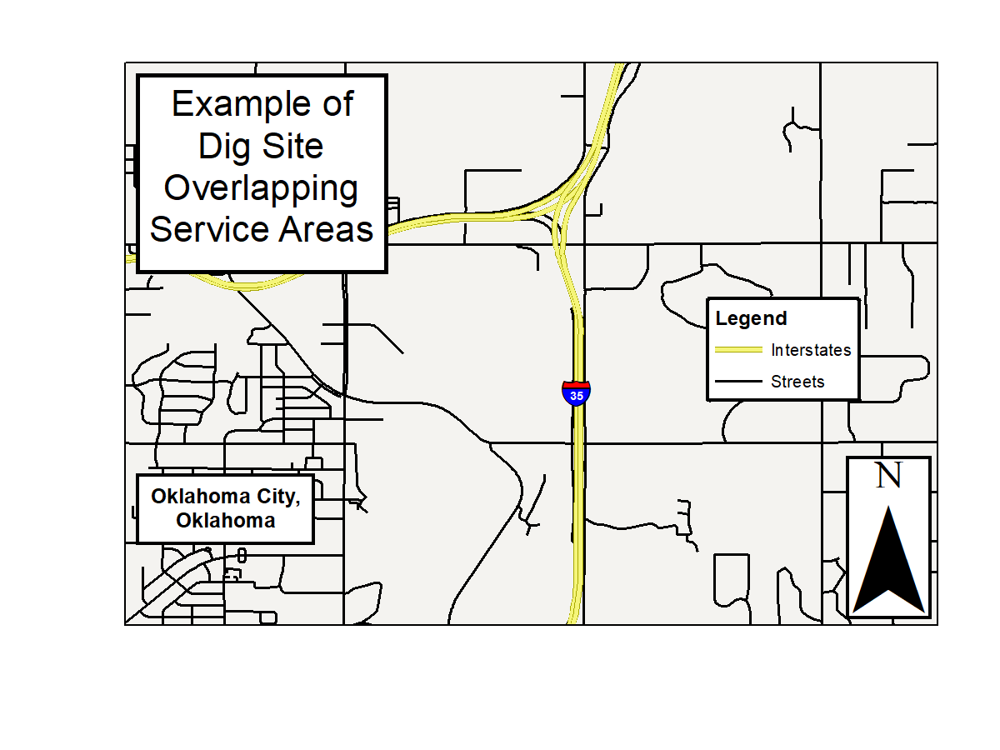 Example of
Dig Site
Overlapping
Service Areas
Legend
Interstates
Streets
35
N
Oklahoma City,
Oklahoma